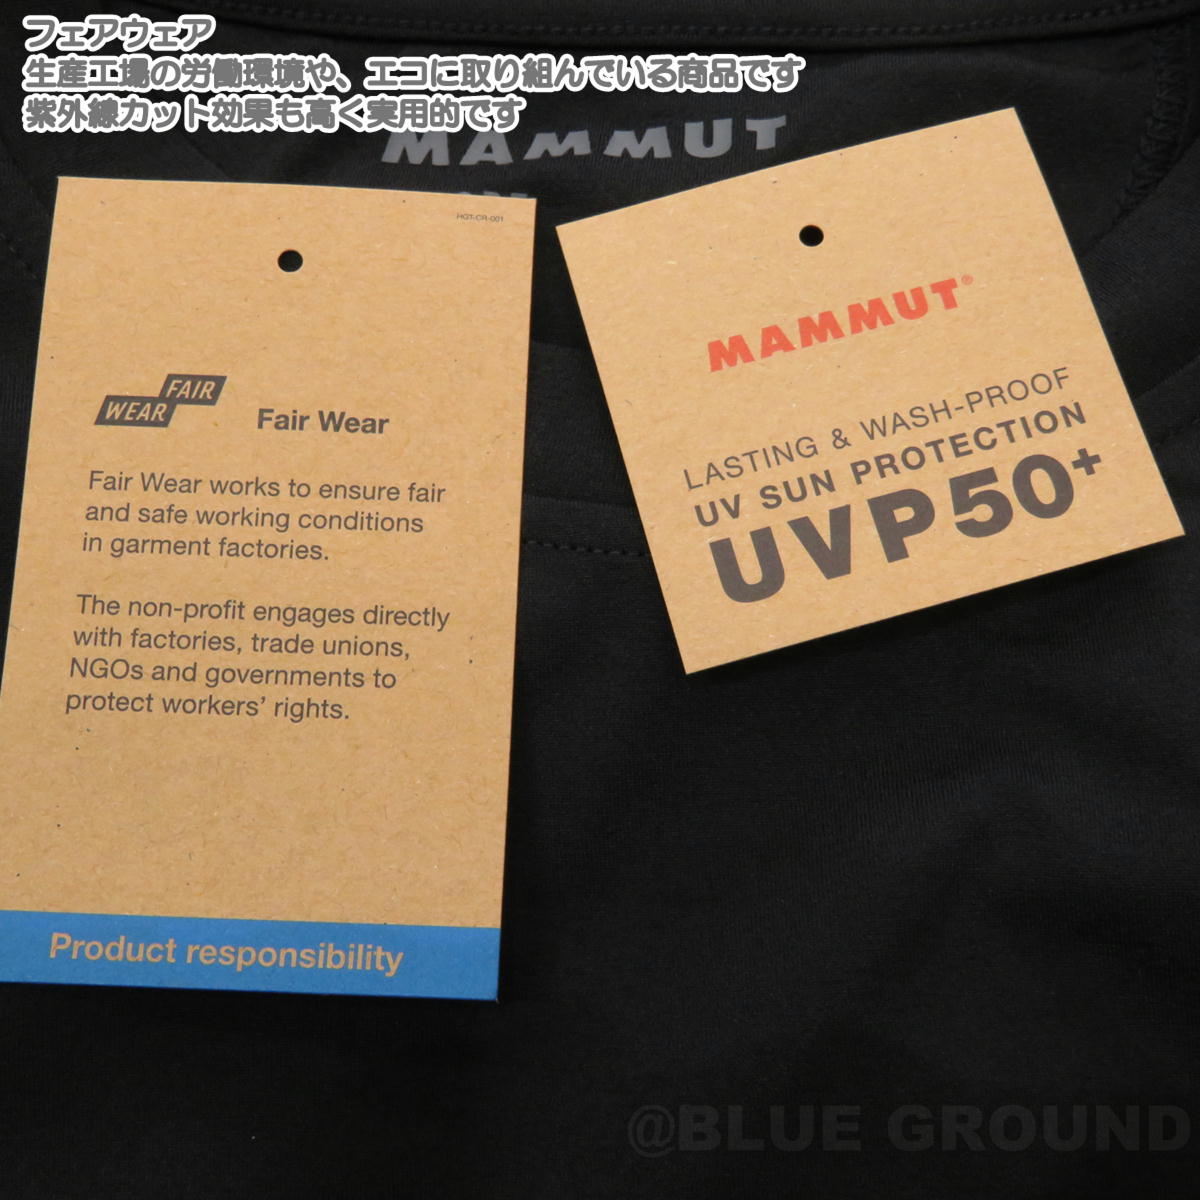 フェアウェア
生産工場の労働環境や、エコに取り組んでいる商品です
紫外線カット効果も高く実用的です
MAMMUT
HGT-CR-001
FAIR
WEAR
Fair Wear
Fair Wear works to ensure fair
and safe working conditions
in garment factories.
The non-profit engages directly
with factories, trade unions,
NGOs and governments to
protect workers' rights.
Product responsibility
MAMMUT®
LASTING & WASH-PROOF
UV SUN PROTECTION
UVP50+
@BLUE GROUND